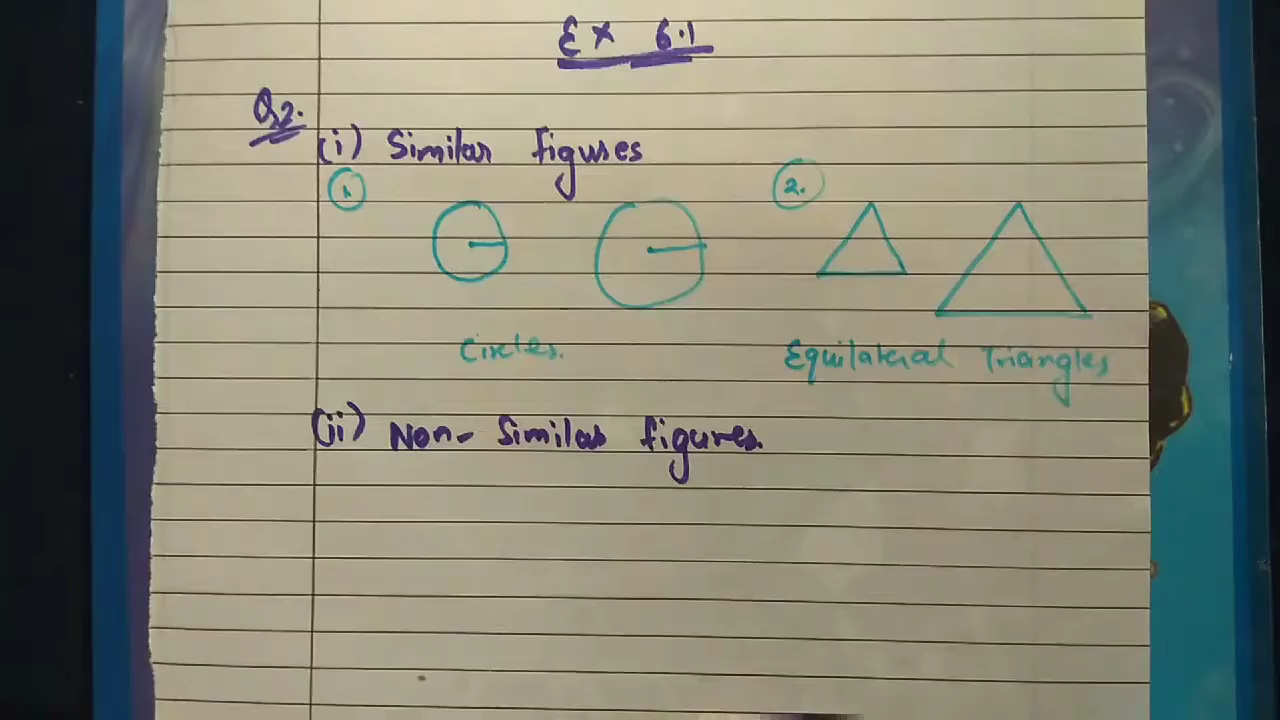 Ex 6.1
Q2.
(i) Similar figures
1. 2.
Circles. Equilateral Triangles
(ii) Non-Similar figures.